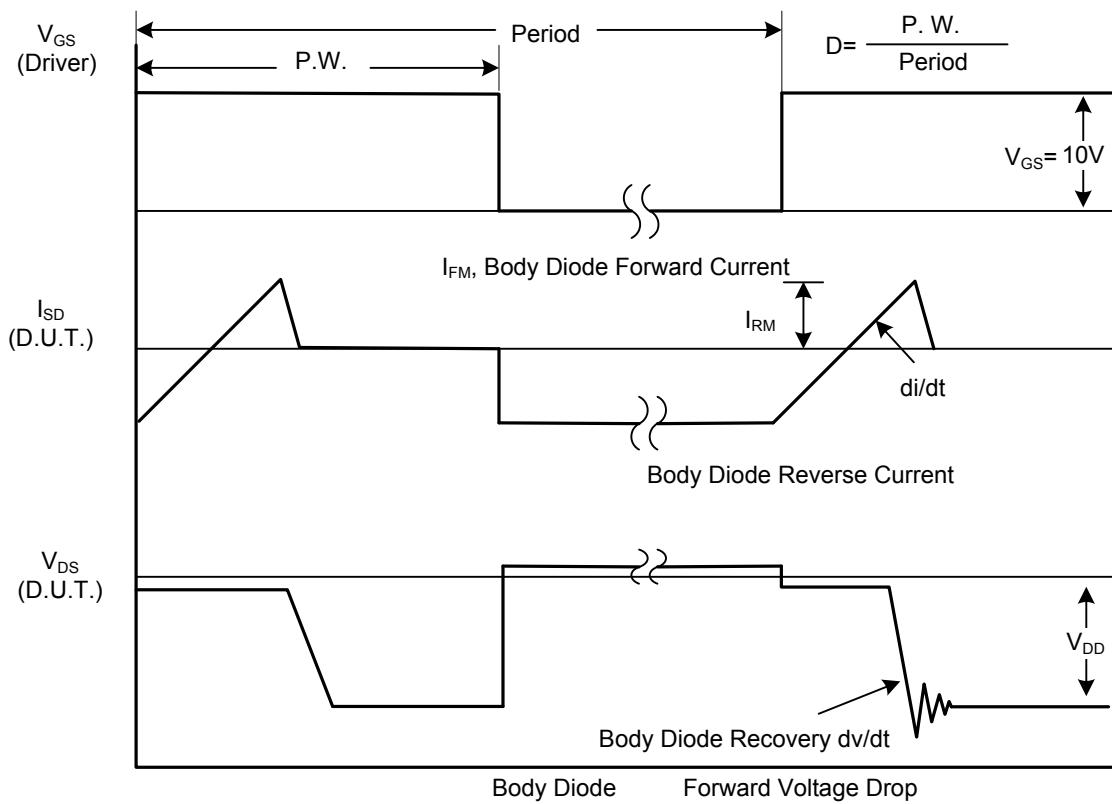 V_GS
(Driver)
Period
P.W.
D= P. W.
Period
V_GS= 10V
I_FM, Body Diode Forward Current
I_SD
(D.U.T.)
I_RM
di/dt
Body Diode Reverse Current
V_DS
(D.U.T.)
V_DD
Body Diode Recovery dv/dt
Body Diode Forward Voltage Drop